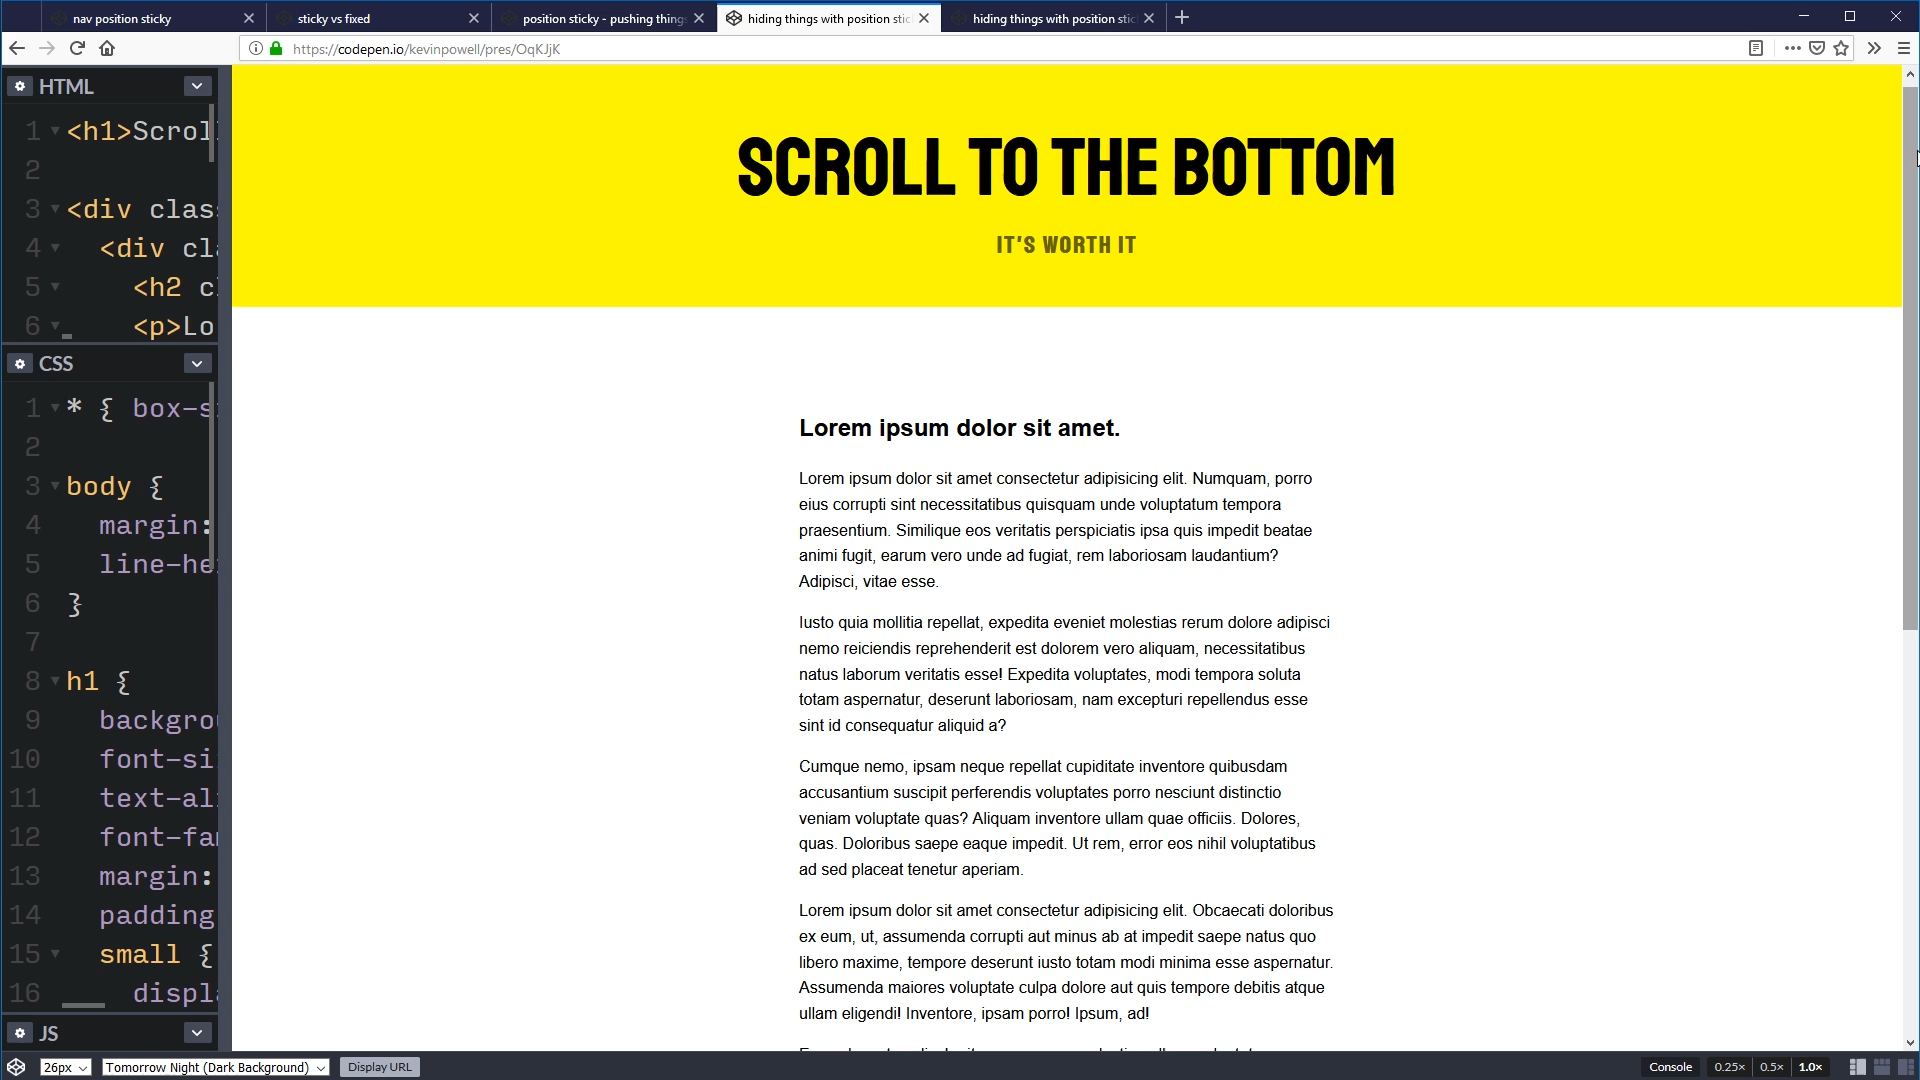 nav position sticky
sticky vs fixed
position sticky - pushing things
hiding things with position stic
hiding things with position stic
https://codepen.io/kevinpowell/pres/OqKJjK
HTML
1 <h1>Scroll
2
3 <div clas
4 <div cla
5 <h2 cl
6 <p>Lo
CSS
1 * { box-s
2
3 body {
4 margin:
5 line-he
6 }
7
8 h1 {
9 backgrou
10 font-si
11 text-al
12 font-fa
13 margin:
14 padding
15 small {
16 displ
JS
SCROLL TO THE BOTTOM
IT'S WORTH IT
Lorem ipsum dolor sit amet.
Lorem ipsum dolor sit amet consectetur adipisicing elit. Numquam, porro
eius corrupti sint necessitatibus quisquam unde voluptatum tempora
praesentium. Similique eos veritatis perspiciatis ipsa quis impedit beatae
animi fugit, earum vero unde ad fugiat, rem laboriosam laudantium?
Adipisci, vitae esse.
Iusto quia mollitia repellat, expedita eveniet molestias rerum dolore adipisci
nemo reiciendis reprehenderit est dolorem vero aliquam, necessitatibus
natus laborum veritatis esse! Expedita voluptates, modi tempora soluta
totam aspernatur, deserunt laboriosam, nam excepturi repellendus esse
sint id consequatur aliquid a?
Cumque nemo, ipsam neque repellat cupiditate inventore quibusdam
accusantium suscipit perferendis voluptates porro nesciunt distinctio
veniam voluptate quas? Aliquam inventore ullam quae officiis. Dolores,
quas. Doloribus saepe eaque impedit. Ut rem, error eos nihil voluptatibus
ad sed placeat tenetur aperiam.
Lorem ipsum dolor sit amet consectetur adipisicing elit. Obcaecati doloribus
ex eum, ut, assumenda corrupti aut minus ab at impedit saepe natus quo
libero maxime, tempore deserunt iusto totam modi minima esse aspernatur.
Assumenda maiores voluptate culpa dolore aut quis tempore debitis atque
ullam eligendi! Inventore, ipsam porro! Ipsum, ad!
26px
Tomorrow Night (Dark Background)
Display URL
Console
0.25×
0.5×
1.0×